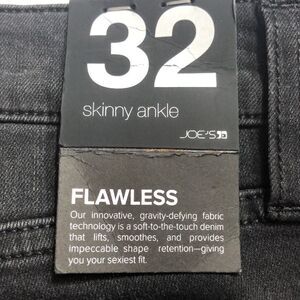 32
skinny ankle
JOE'S
FLAWLESS
Our innovative, gravity-defying fabric
technology is a soft-to-the-touch denim
that lifts, smoothes, and provides
impeccable shape retention—giving
you your sexiest fit.